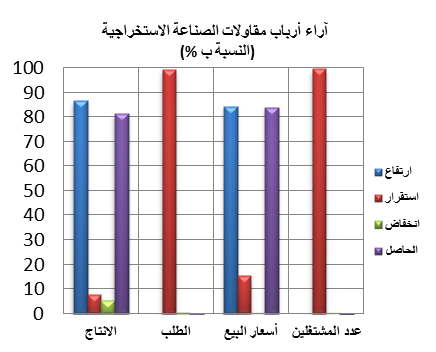 آراء أرباب مقاولات الصناعة الاستخراجية
(النسبة ب %)
100
90
80
70
60
50
40
30
20
10
0
الانتاج
الطلب
أسعار البيع
عدد المشتغلين
ارتفاع
استقرار
انخفاض
الحاصل